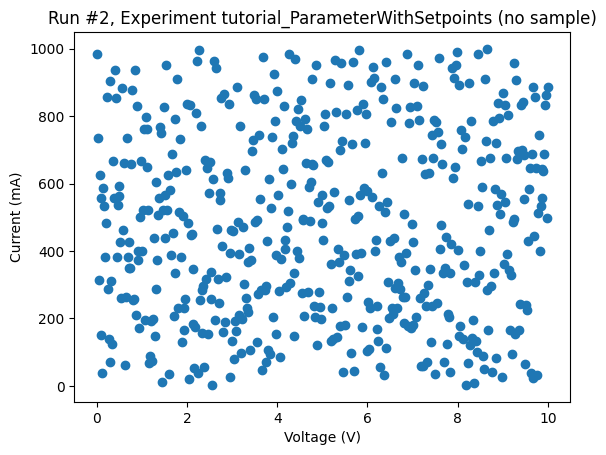 Run #2, Experiment tutorial_ParameterWithSetpoints (no sample)
1000
800
600
400
200
0
Current (mA)
0 2 4 6 8 10
Voltage (V)